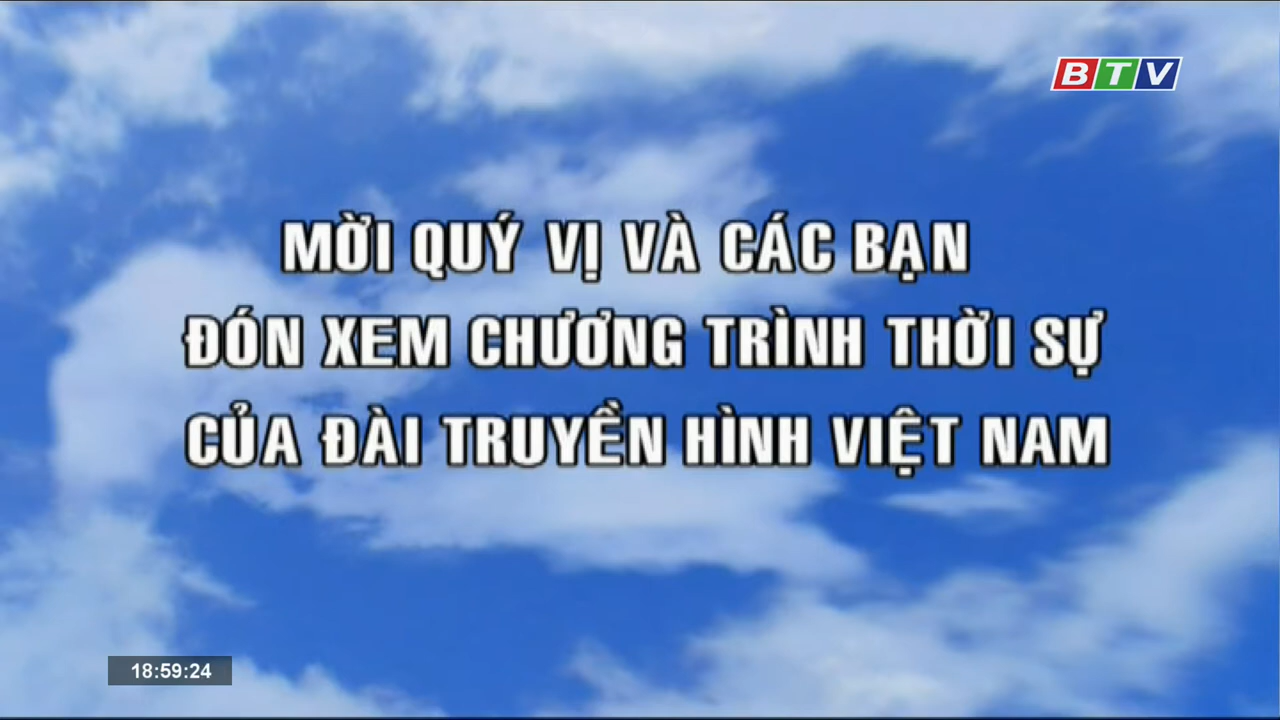 BTV
MỜI QUÝ VỊ VÀ CÁC BẠN
ĐÓN XEM CHƯƠNG TRÌNH THỜI SỰ
CỦA ĐÀI TRUYỀN HÌNH VIỆT NAM
18:59:24